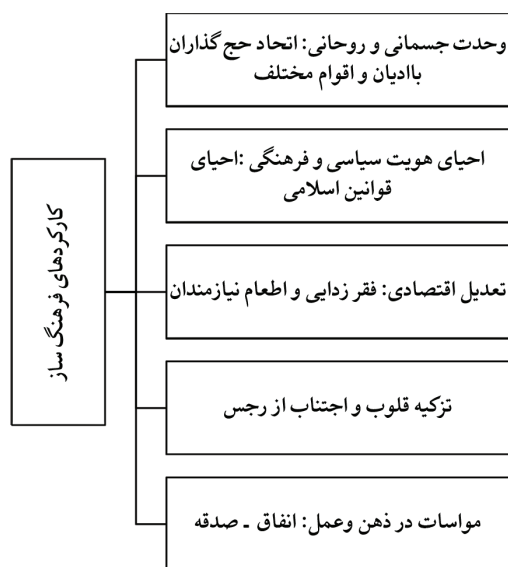 کارکردهای فرهنگ ساز
وحدت جسمانی و روحانی: اتحاد حج گذاران
باادیان و اقوام مختلف
احیای هویت سیاسی و فرهنگی :احیای
قوانین اسلامی
تعدیل اقتصادی: فقر زدایی و اطعام نیازمندان
تزکیه قلوب و اجتناب از رجس
مواسات در ذهن وعمل: انفاق ـ صدقه